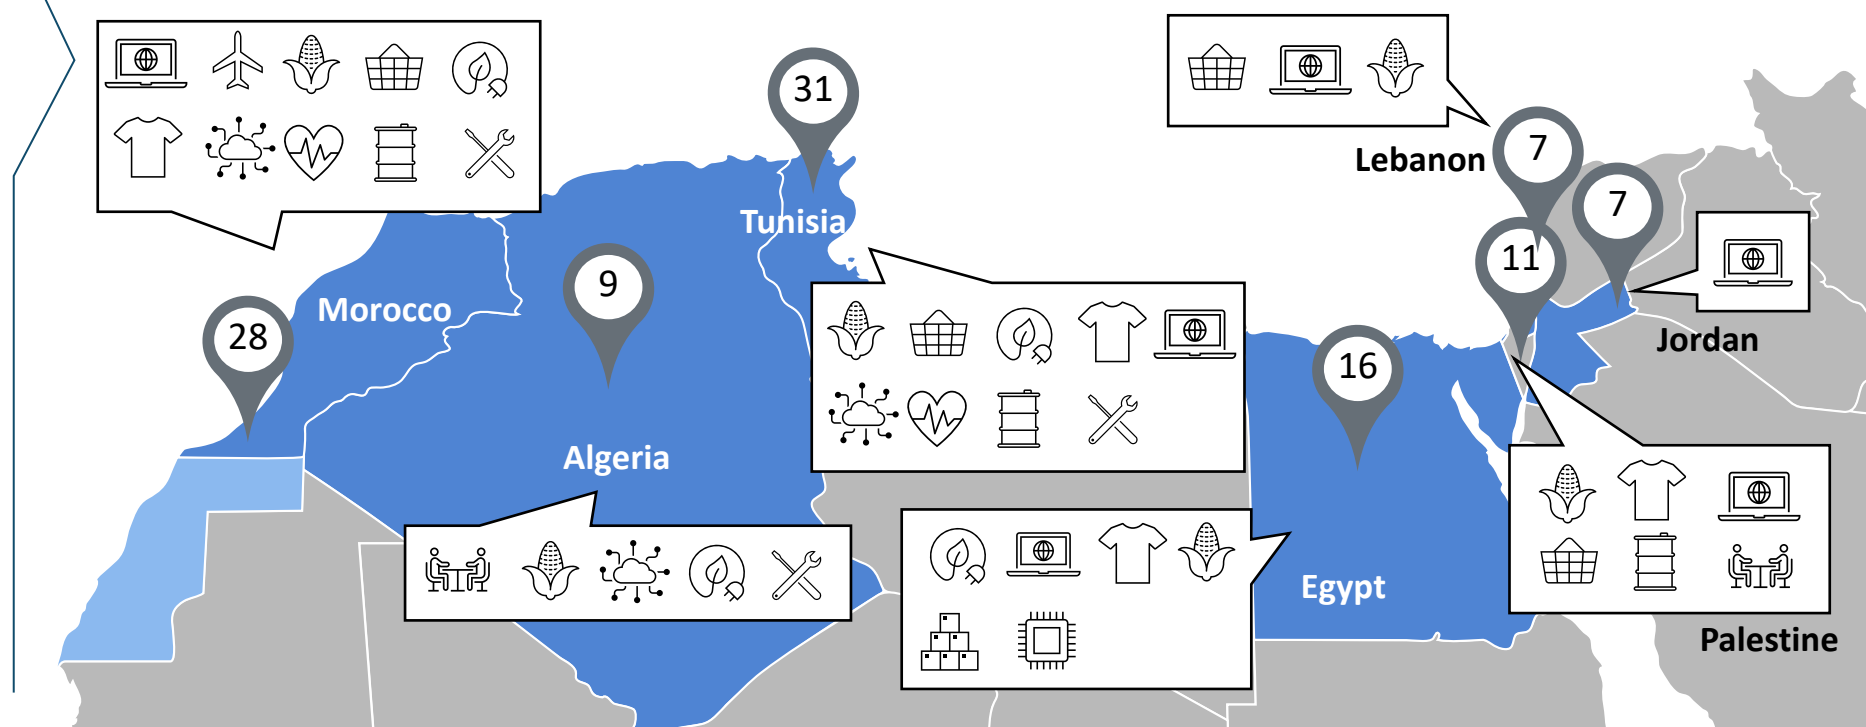 31
7
Lebanon
7
Tunisia
11
9
Morocco
28
Jordan
16
Algeria
Egypt
Palestine